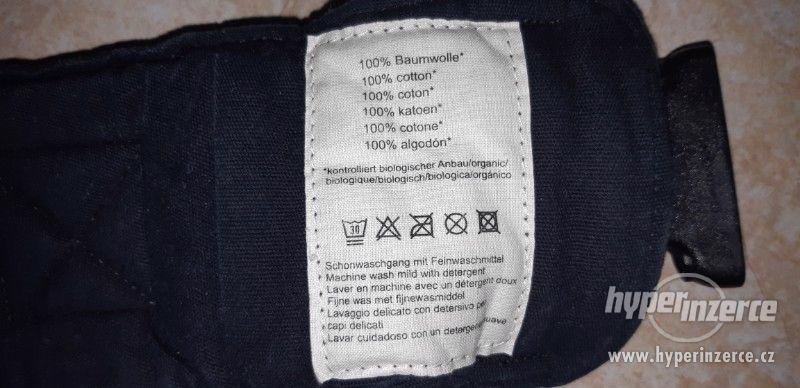 100% Baumwolle*
100% cotton*
100% coton*
100% katoen*
100% cotone*
100% algodón*
*kontrolliert biologischer Anbau/organic/
biologique/biologisch/biologica/orgánico
30
Schonwaschgang mit Feinwaschmittel
Machine wash mild with detergent
Laver en machine avec un détergent doux
Fijne was met fijnewasmiddel
Lavaggio delicato con detersivo per
capi delicati
Lavar cuidadoso con un detergente suave
hyperinzerce
www.hyperinzerce.cz